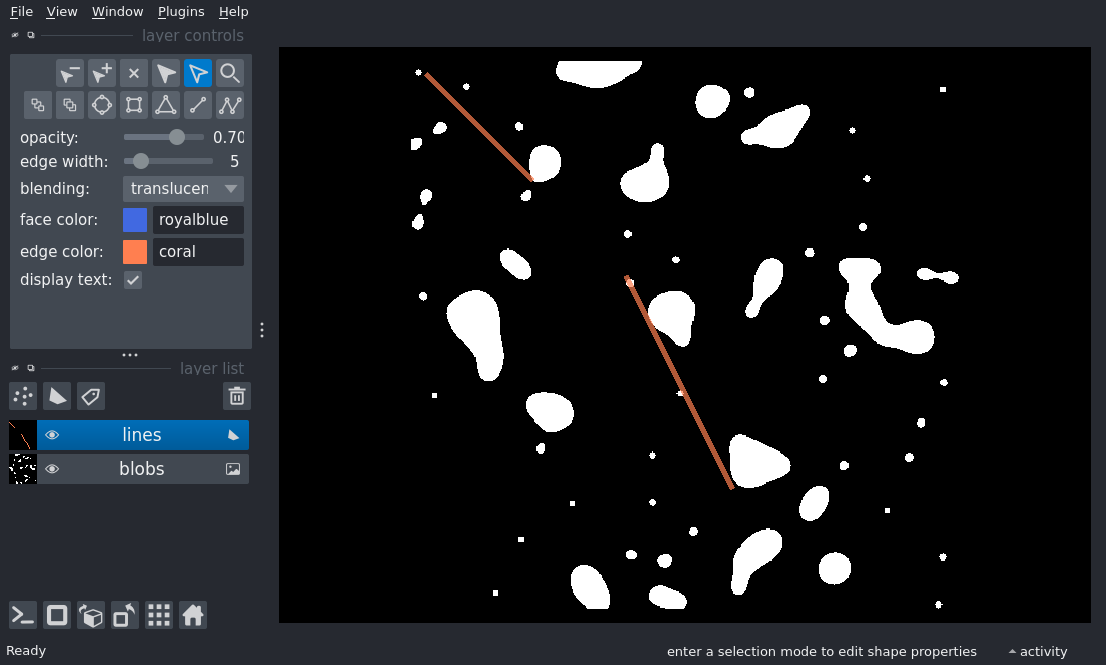 File View Window Plugins Help
layer controls
opacity: 0.70
edge width: 5
blending: translucen
face color: royalblue
edge color: coral
display text:
layer list
lines
blobs
Ready enter a selection mode to edit shape properties activity